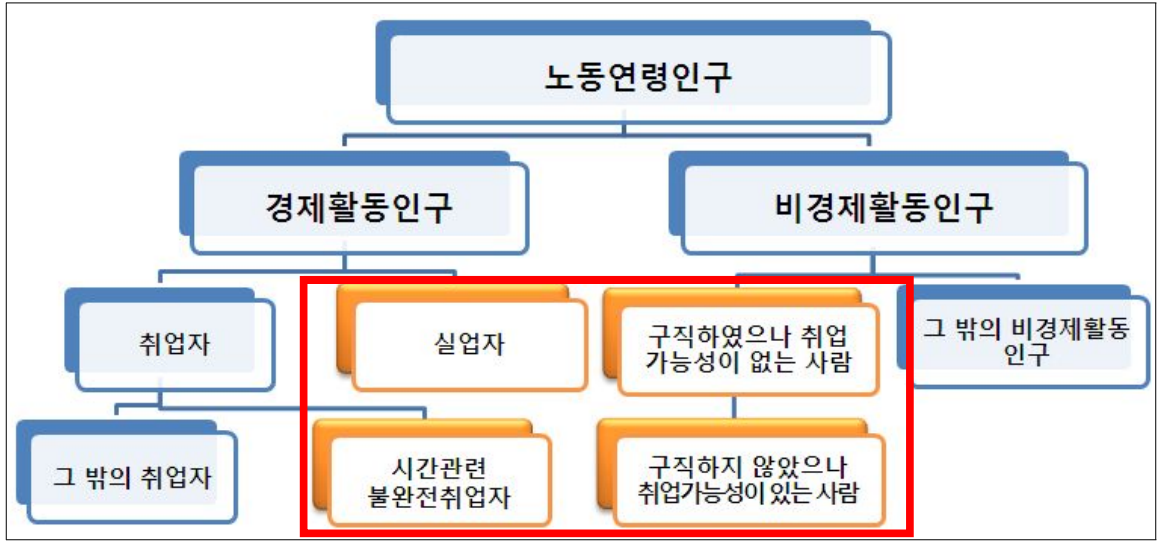 노동연령인구
경제활동인구
비경제활동인구
취업자
실업자
구직하였으나 취업
가능성이 없는 사람
그 밖의 비경제활동
인구
그 밖의 취업자
시간관련
불완전취업자
구직하지 않았으나
취업가능성이 있는 사람